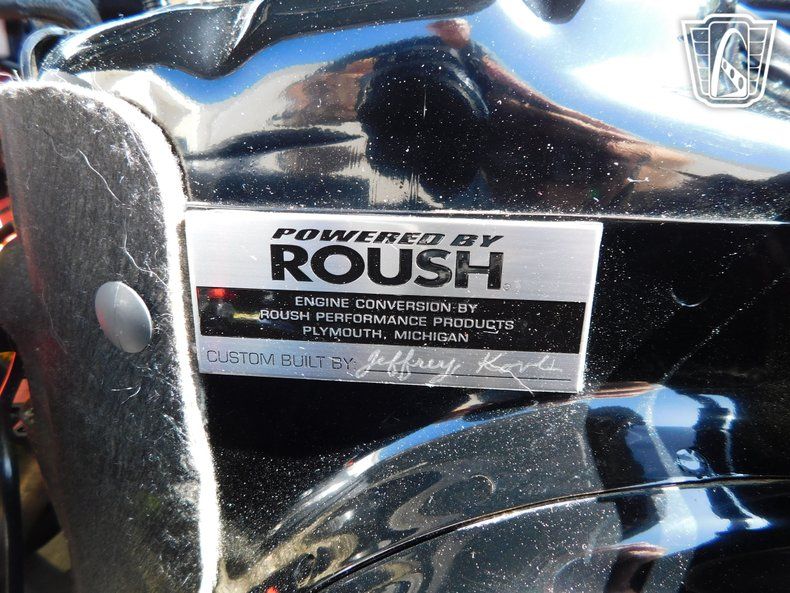 POWERED BY
ROUSH
ENGINE CONVERSION BY
ROUSH PERFORMANCE PRODUCTS
PLYMOUTH, MICHIGAN
CUSTOM BUILT BY: Jeffrey